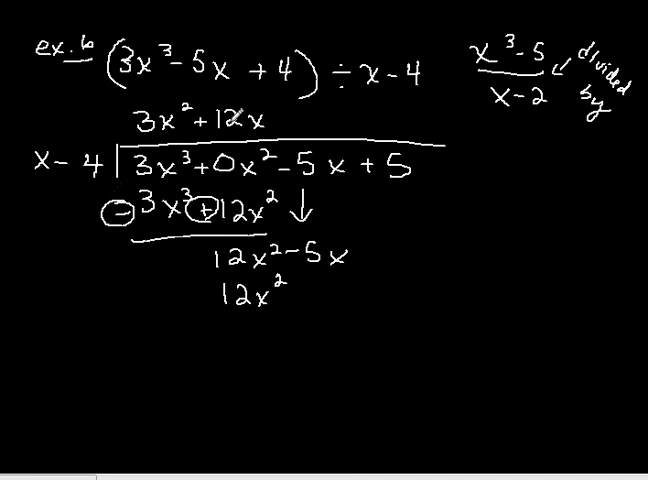 ex. 6 (3x³ - 5x + 4) ÷ x - 4
x³ - 5
x - 2
divided by
3x² + 12x
x - 4 3x³ + 0x² - 5x + 5
- 3x³ + 12x² ↓
12x² - 5x
12x²